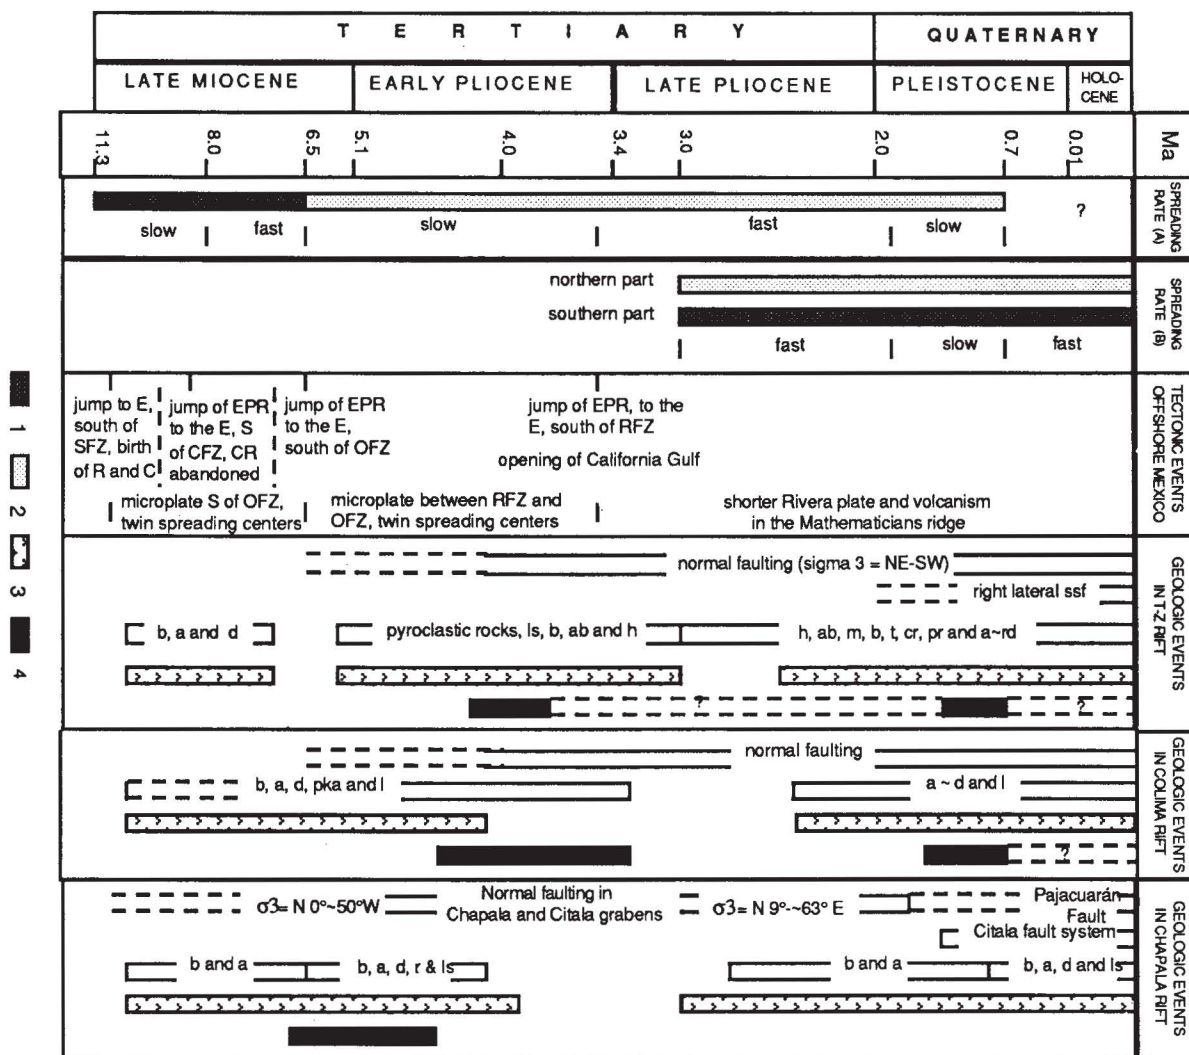 T E R T I A R Y
QUATERNARY
LATE MIOCENE
EARLY PLIOCENE
LATE PLIOCENE
PLEISTOCENE
HOLO-
CENE
11.3
8.0
6.5
5.1
4.0
3.4
3.0
2.0
0.7
0.01
Ma
slow
fast
slow
fast
slow
?
SPREADING
RATE (A)
northern part
southern part
fast
slow
fast
SPREADING
RATE (B)
jump to E,
south of
SFZ, birth
of R and C
jump of EPR
to the E, S
of CFZ, CR
abandoned
jump of EPR
to the E,
south of OFZ
jump of EPR, to the
E, south of RFZ
opening of California Gulf
microplate S of OFZ,
twin spreading centers
microplate between RFZ and
OFZ, twin spreading centers
shorter Rivera plate and volcanism
in the Mathematicians ridge
TECTONIC EVENTS
OFFSHORE MEXICO
normal faulting (sigma 3 = NE-SW)
right lateral ssf
b, a and d
pyroclastic rocks, ls, b, ab and h
h, ab, m, b, t, cr, pr and a~rd
?
?
GEOLOGIC EVENTS
IN T-Z RIFT
normal faulting
b, a, d, pka and l
a ~ d and l
?
GEOLOGIC EVENTS
IN COLIMA RIFT
σ3= N 0°~50°W
Normal faulting in
Chapala and Citala grabens
σ3= N 9°-~63° E
Pajacuarán
Fault
Citala fault system
b and a
b, a, d, r & ls
b and a
b, a, d and ls
GEOLOGIC EVENTS
IN CHAPALA RIFT
1
2
3
4